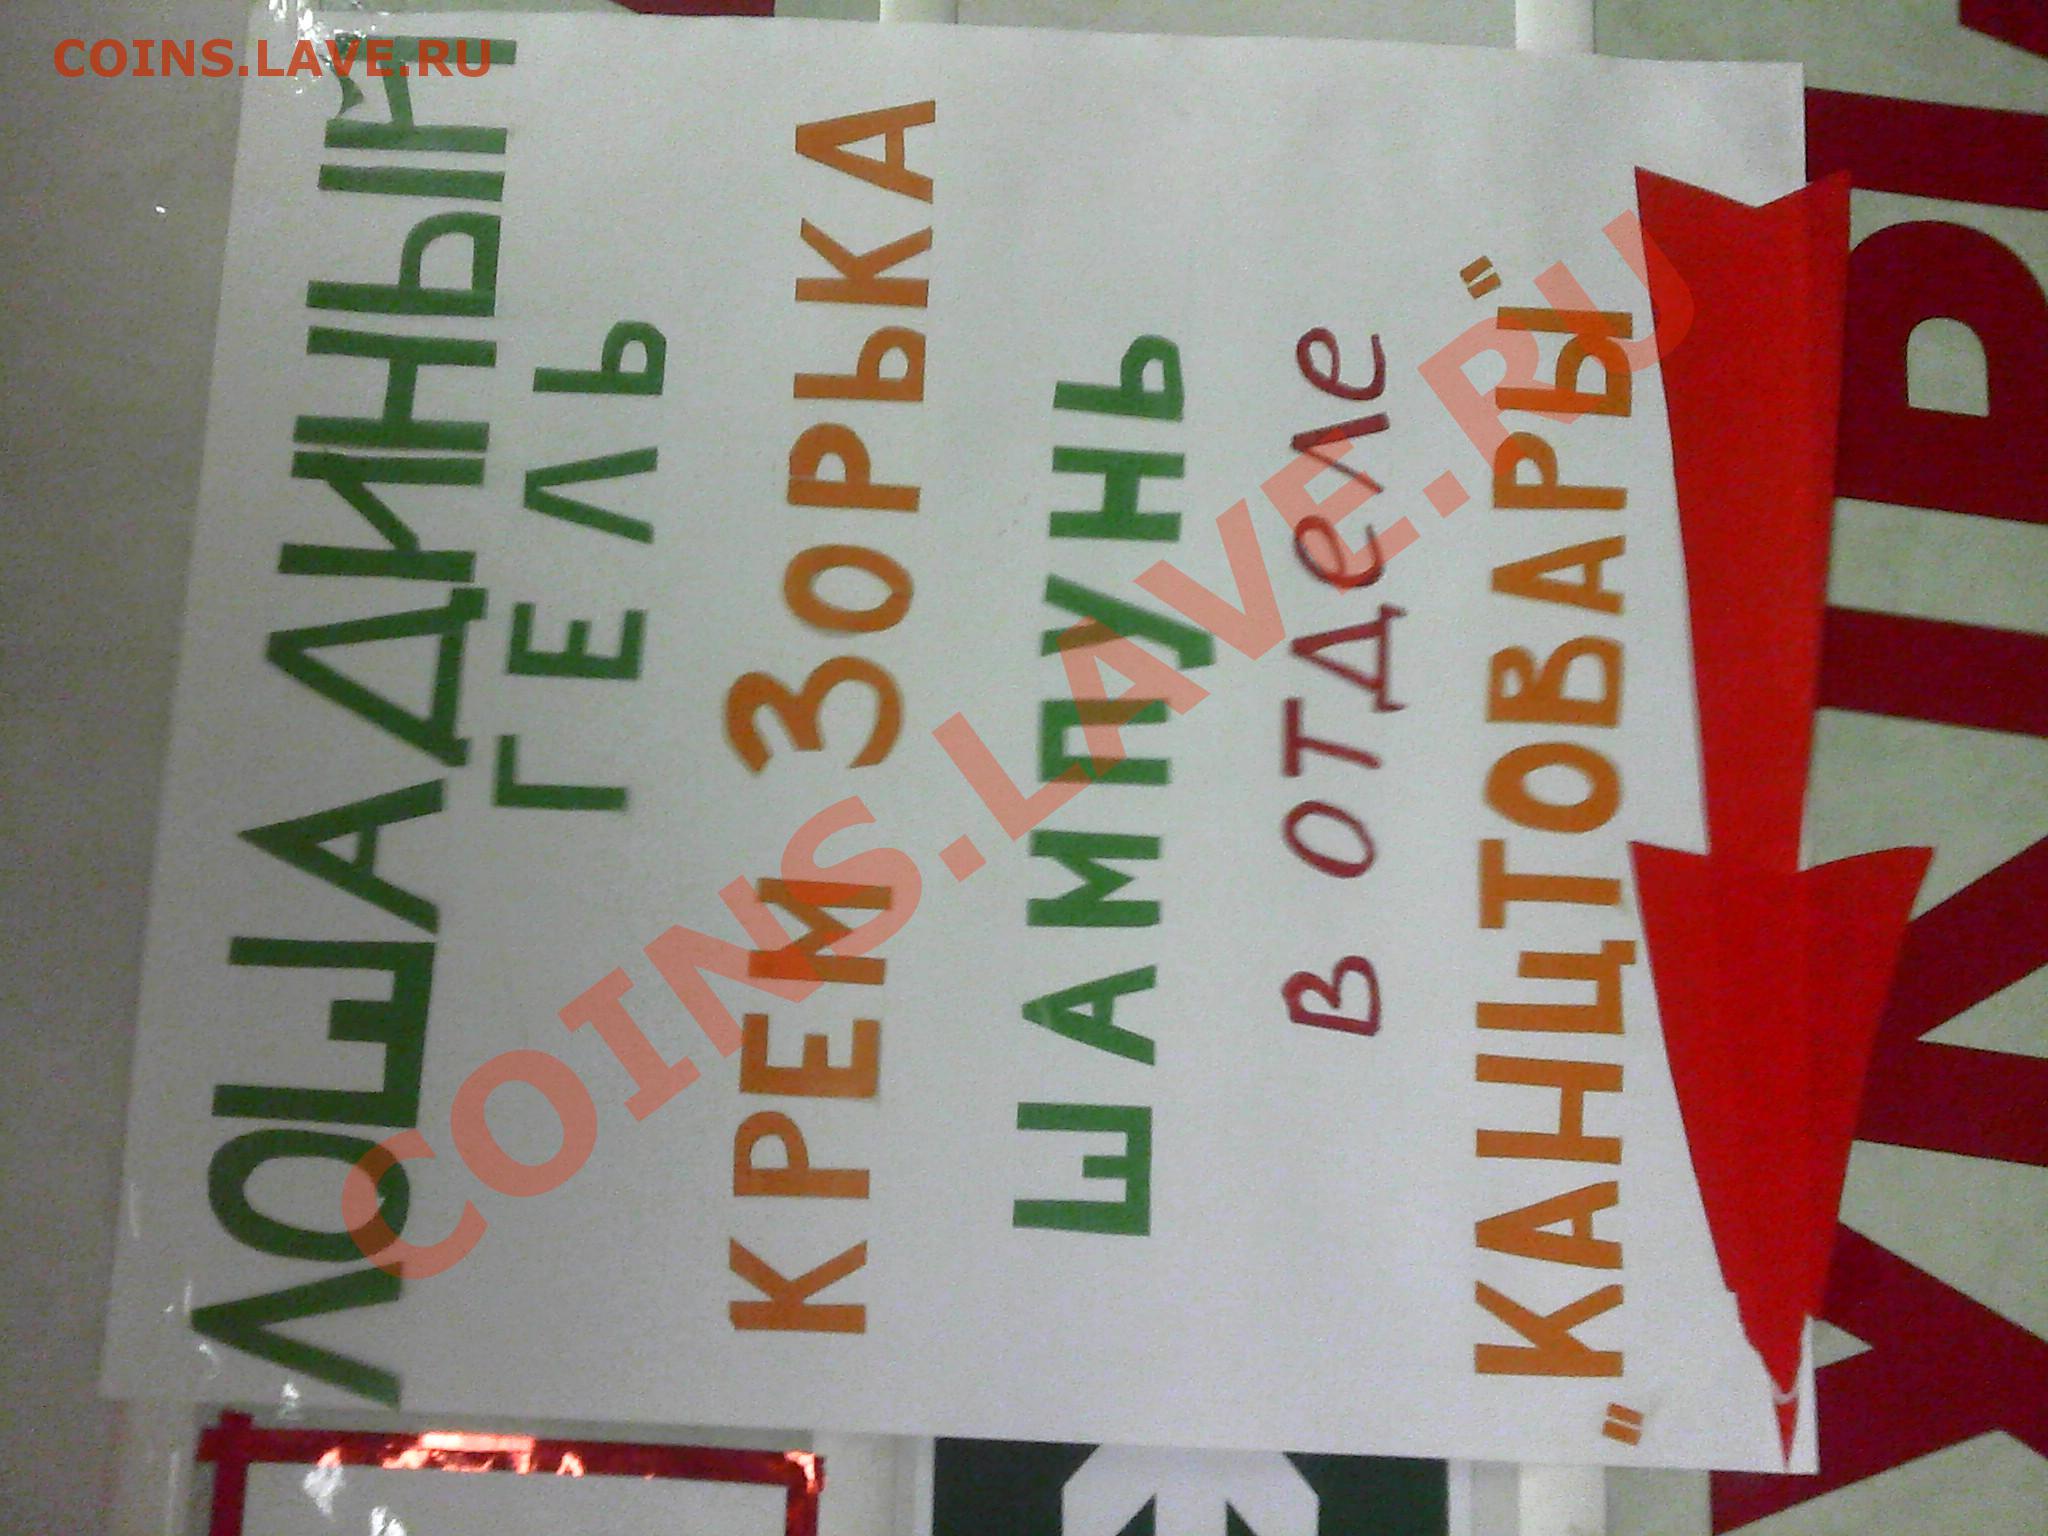 COINS.LAVE.RU
ЛОШАДИНЫЙ
ГЕЛЬ
КРЕМ ЗОРЬКА
ШАМПУНЬ
В ОТДЕЛЕ
"КАНЦТОВАРЫ"
COINS.LAVE.RU